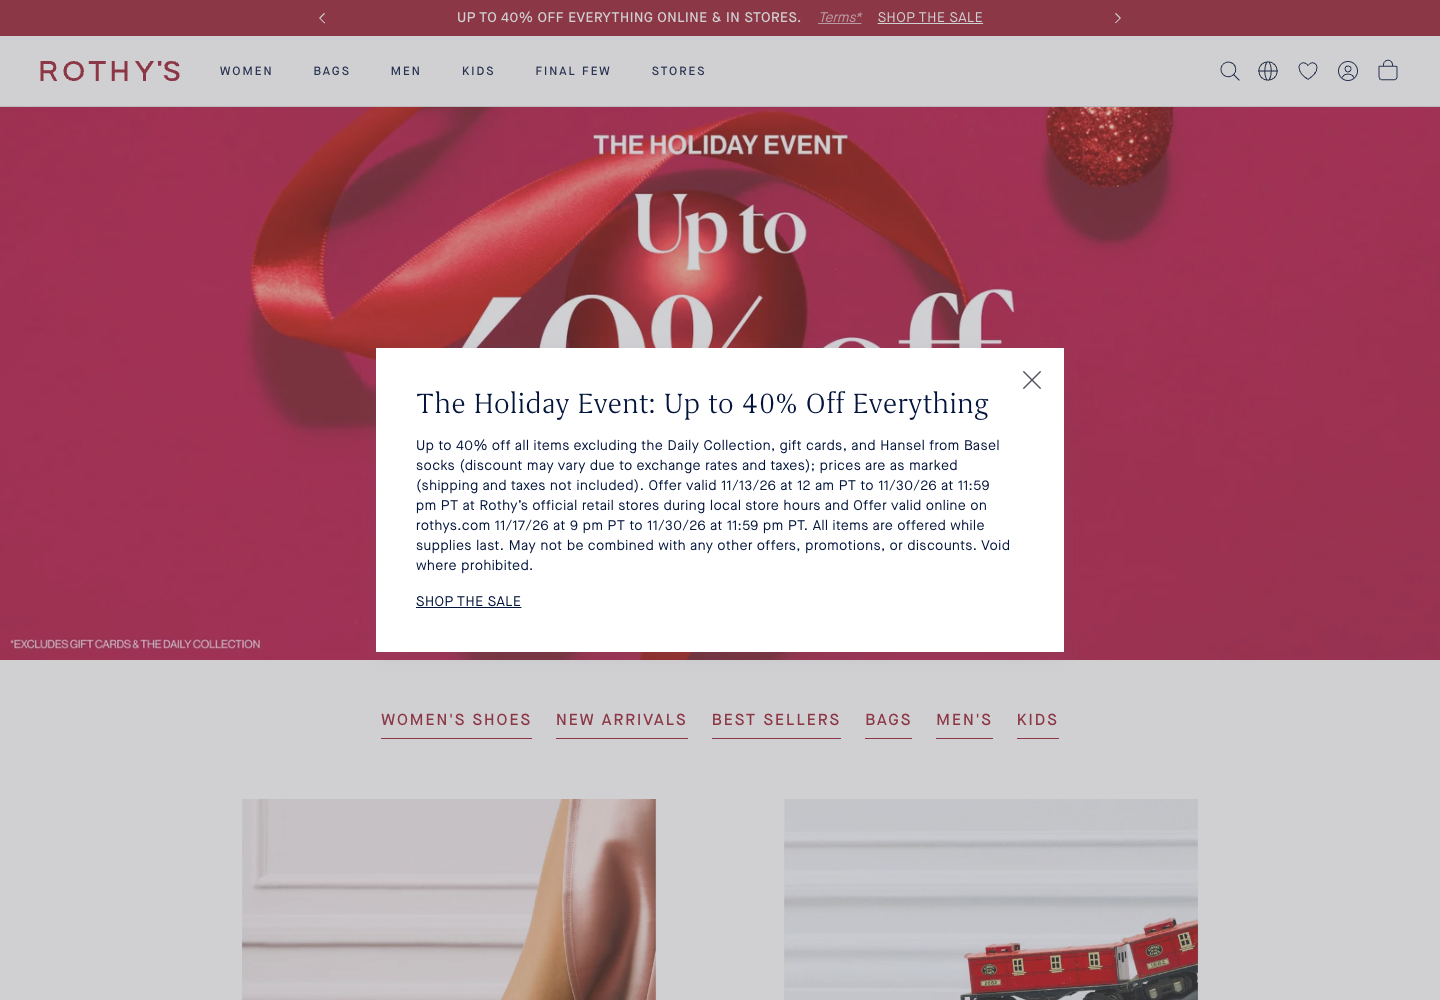 UP TO 40% OFF EVERYTHING ONLINE & IN STORES. Terms* SHOP THE SALE
ROTHY'S WOMEN BAGS MEN KIDS FINAL FEW STORES
THE HOLIDAY EVENT
Up to
40% off
The Holiday Event: Up to 40% Off Everything
Up to 40% off all items excluding the Daily Collection, gift cards, and Hansel from Basel
socks (discount may vary due to exchange rates and taxes); prices are as marked
(shipping and taxes not included). Offer valid 11/13/26 at 12 am PT to 11/30/26 at 11:59
pm PT at Rothy’s official retail stores during local store hours and Offer valid online on
rothys.com 11/17/26 at 9 pm PT to 11/30/26 at 11:59 pm PT. All items are offered while
supplies last. May not be combined with any other offers, promotions, or discounts. Void
where prohibited.
SHOP THE SALE
*EXCLUDES GIFT CARDS & THE DAILY COLLECTION
WOMEN'S SHOES NEW ARRIVALS BEST SELLERS BAGS MEN'S KIDS